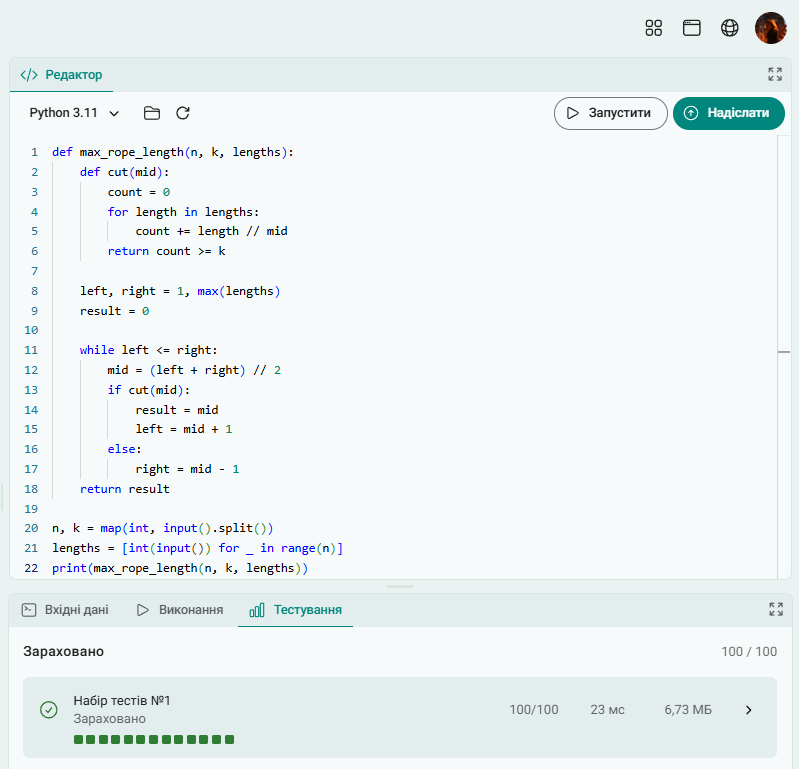 </> Редактор
Python 3.11
Запустити
Надіслати
1 def max_rope_length(n, k, lengths):
2     def cut(mid):
3         count = 0
4         for length in lengths:
5             count += length // mid
6         return count >= k
7
8     left, right = 1, max(lengths)
9     result = 0
10
11     while left <= right:
12         mid = (left + right) // 2
13         if cut(mid):
14             result = mid
15             left = mid + 1
16         else:
17             right = mid - 1
18     return result
19
20 n, k = map(int, input().split())
21 lengths = [int(input()) for _ in range(n)]
22 print(max_rope_length(n, k, lengths))
Вхідні дані
Виконання
Тестування
Зараховано
100 / 100
Набір тестів №1
Зараховано
100/100
23 мс
6,73 МБ